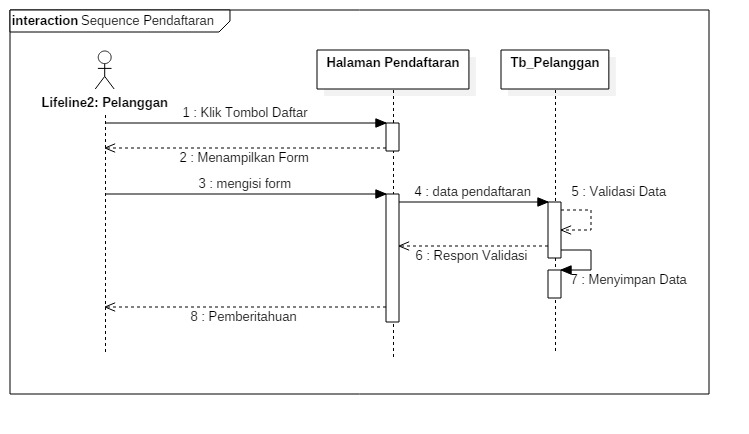 interaction Sequence Pendaftaran
Halaman Pendaftaran
Tb_Pelanggan
Lifeline2: Pelanggan
1 : Klik Tombol Daftar
2 : Menampilkan Form
3 : mengisi form
4 : data pendaftaran
5 : Validasi Data
6 : Respon Validasi
7 : Menyimpan Data
8 : Pemberitahuan